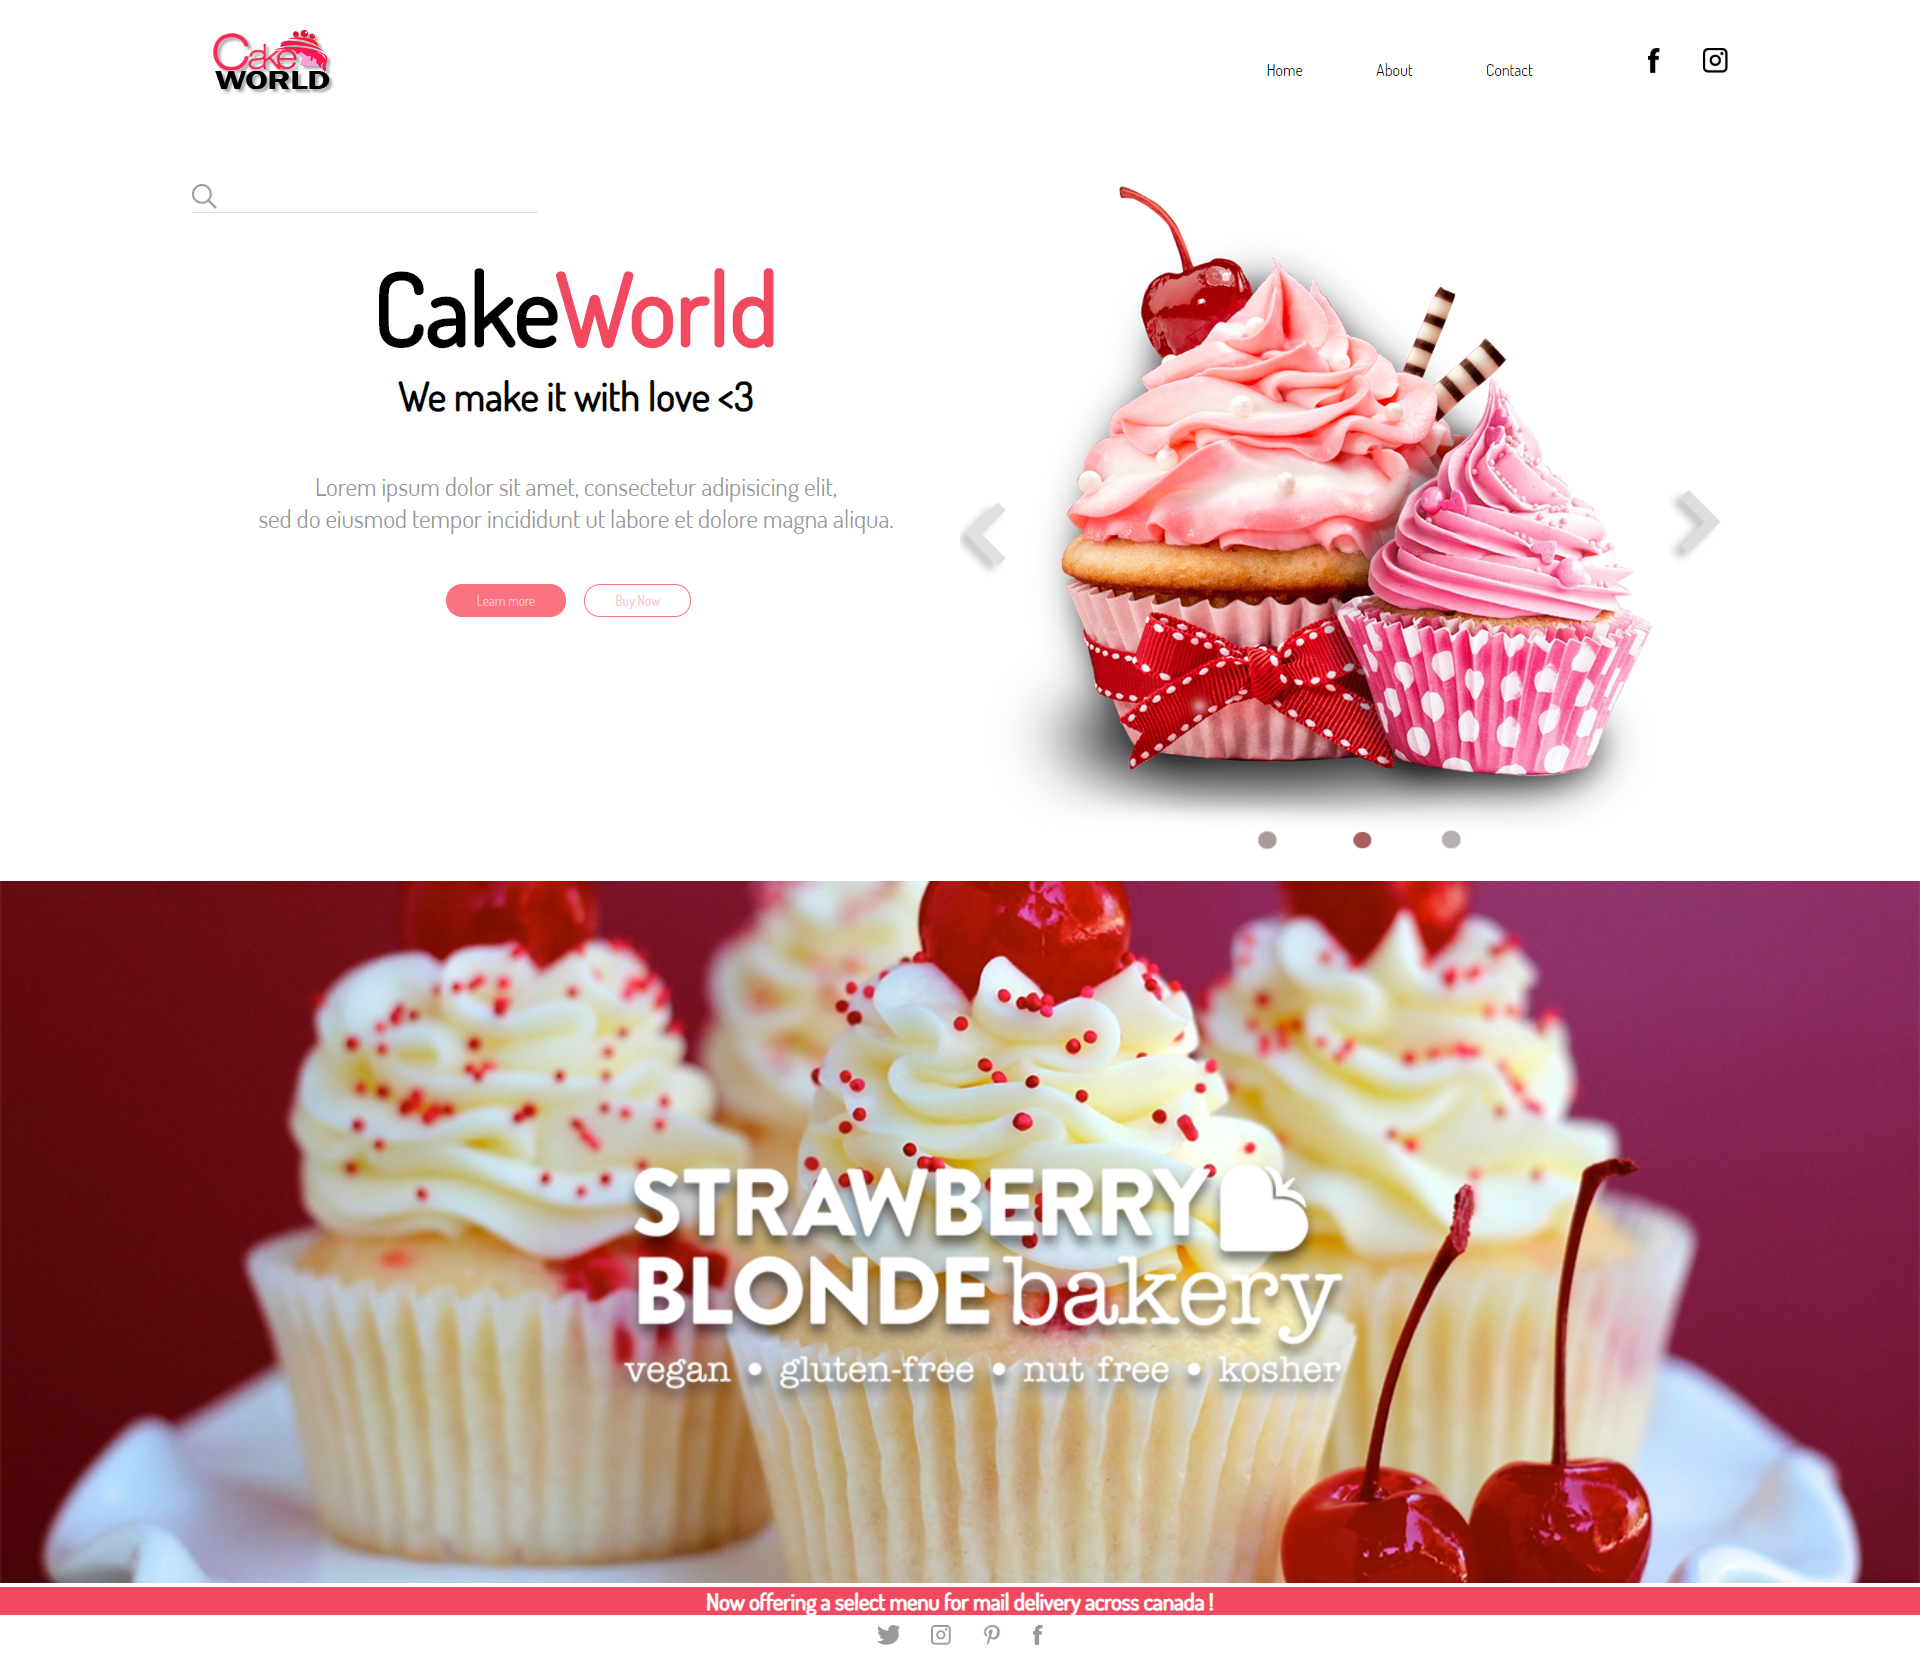 Cake
WORLD
Home
About
Contact
CakeWorld
We make it with love <3
Lorem ipsum dolor sit amet, consectetur adipisicing elit,
sed do eiusmod tempor incididunt ut labore et dolore magna aliqua.
Learn more
Buy Now
STRAWBERRY
BLONDE bakery
vegan • gluten-free • nut free • kosher
Now offering a select menu for mail delivery across canada !